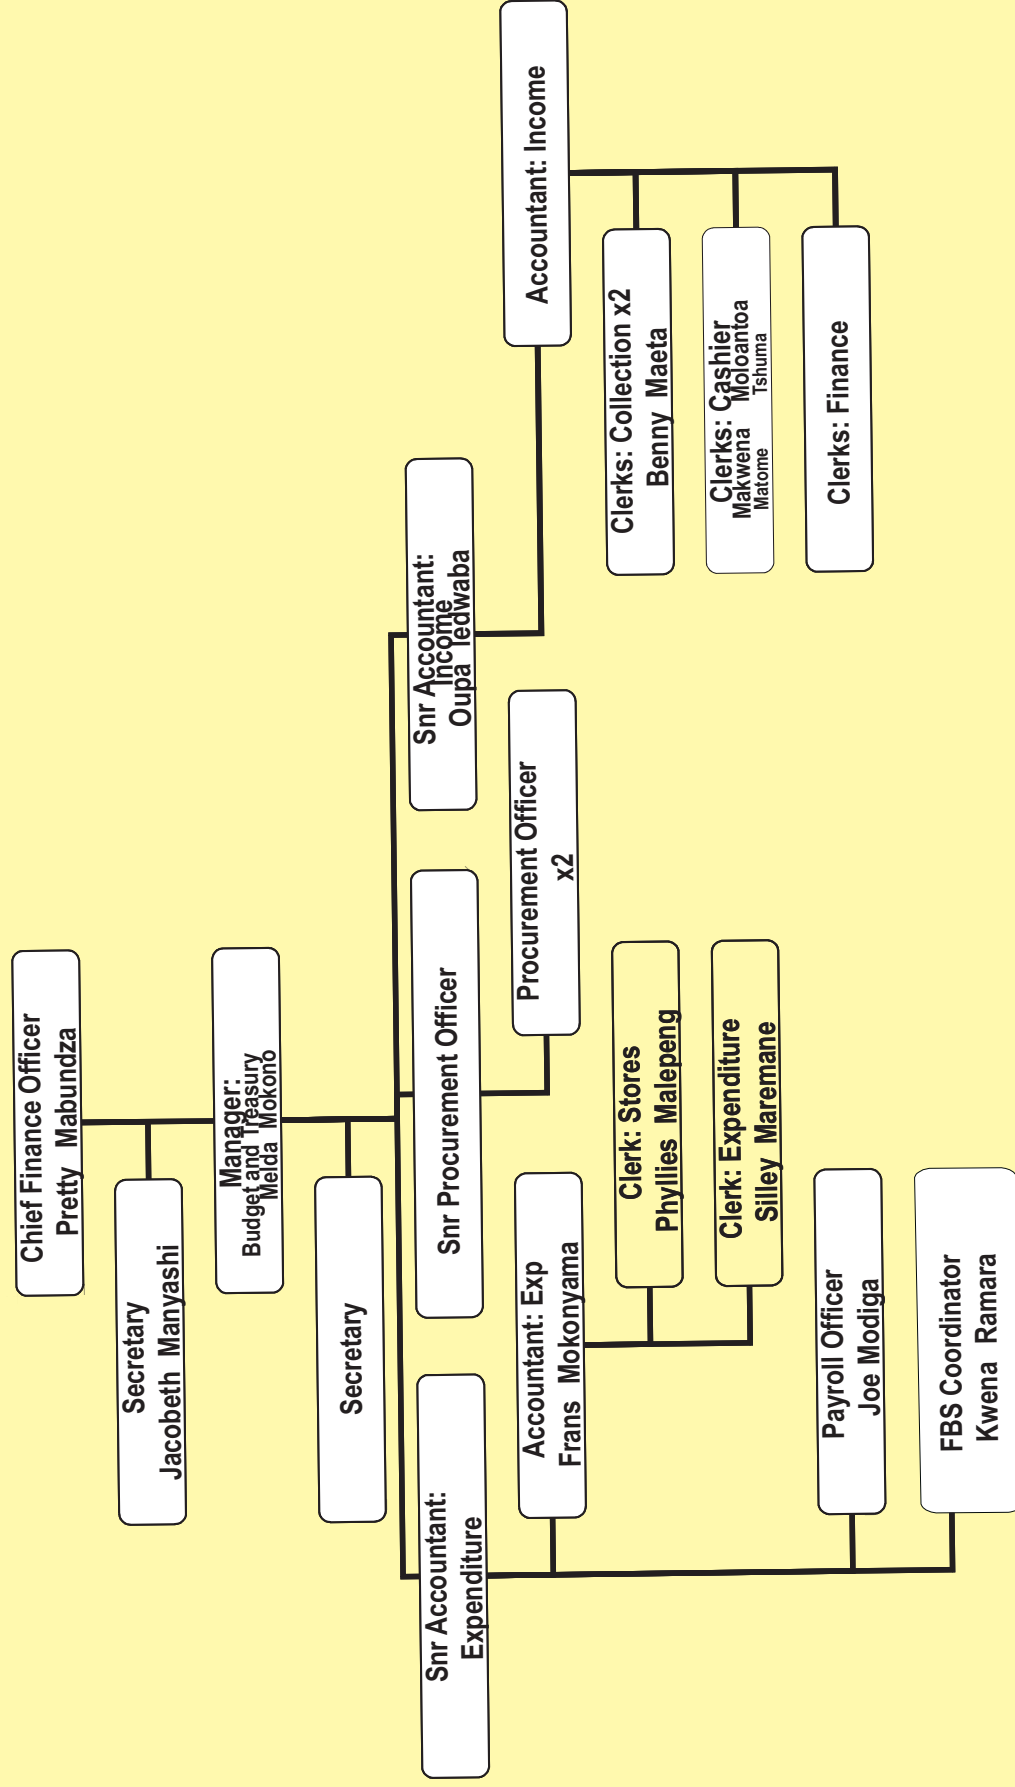 Chief Finance Officer
Pretty Mabundza
Secretary
Jacobeth Manyashi
Manager:
Budget and Treasury
Melda Mokono
Secretary
Snr Accountant:
Expenditure
Snr Procurement Officer
Snr Accountant:
Income
Oupa ledwaba
Accountant: Exp
Frans Mokonyama
Clerk: Stores
Phyllies Malepeng
Clerk: Expenditure
Silley Maremane
Payroll Officer
Joe Modiga
FBS Coordinator
Kwena Ramara
Procurement Officer
x2
Accountant: Income
Clerks: Collection x2
Benny Maeta
Clerks: Cashier
Makwena Moloantoa
Matome Tshuma
Clerks: Finance